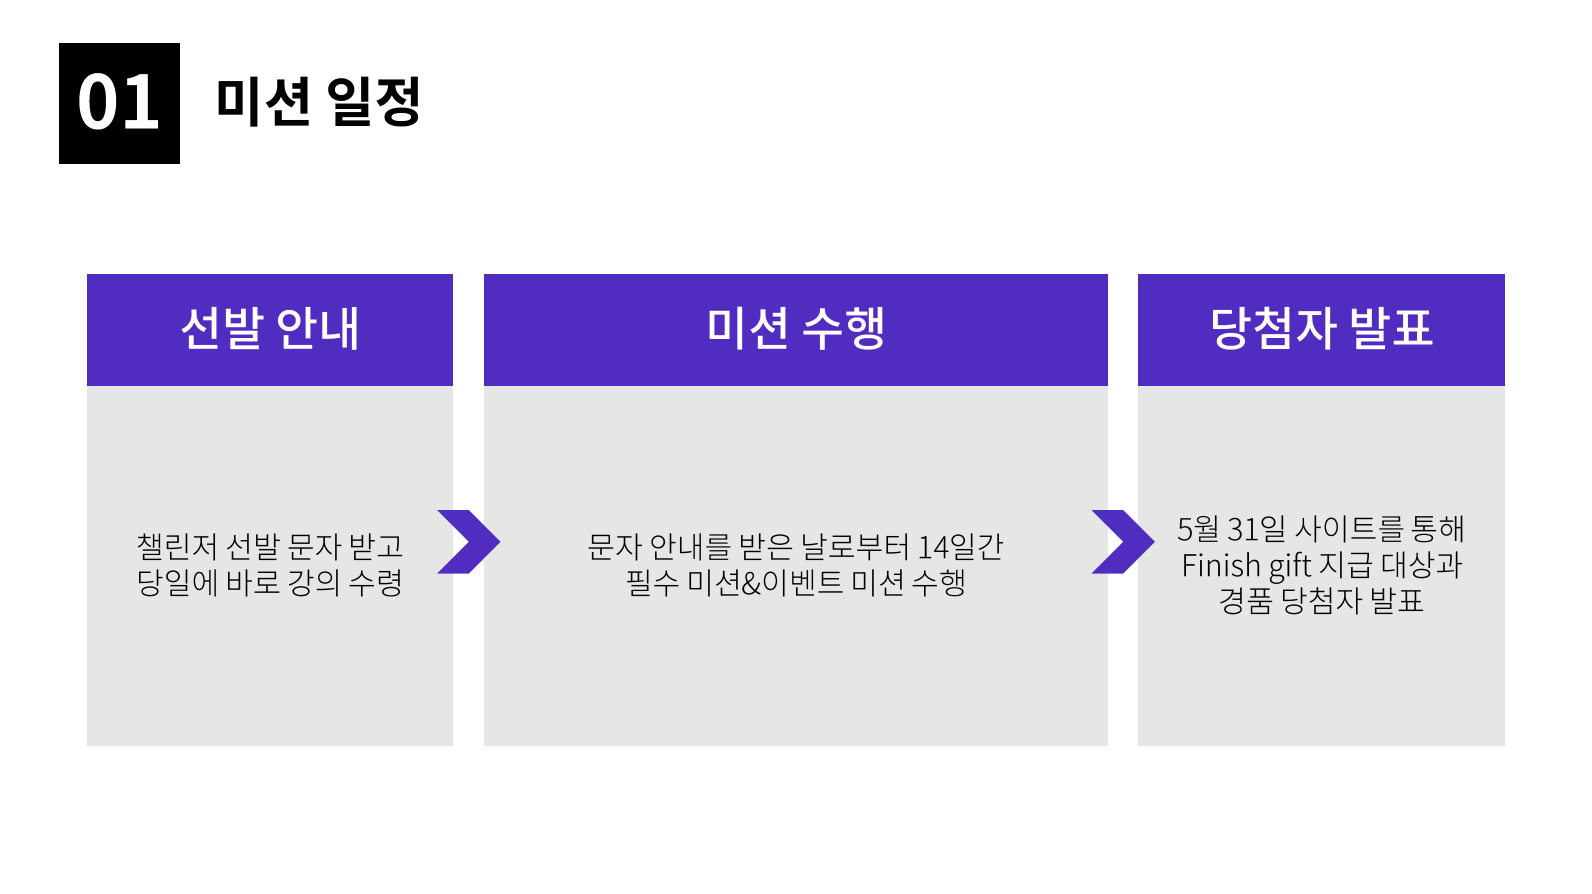 01 미션 일정
선발 안내
챌린저 선발 문자 받고
당일에 바로 강의 수령
미션 수행
문자 안내를 받은 날로부터 14일간
필수 미션&이벤트 미션 수행
당첨자 발표
5월 31일 사이트를 통해
Finish gift 지급 대상과
경품 당첨자 발표